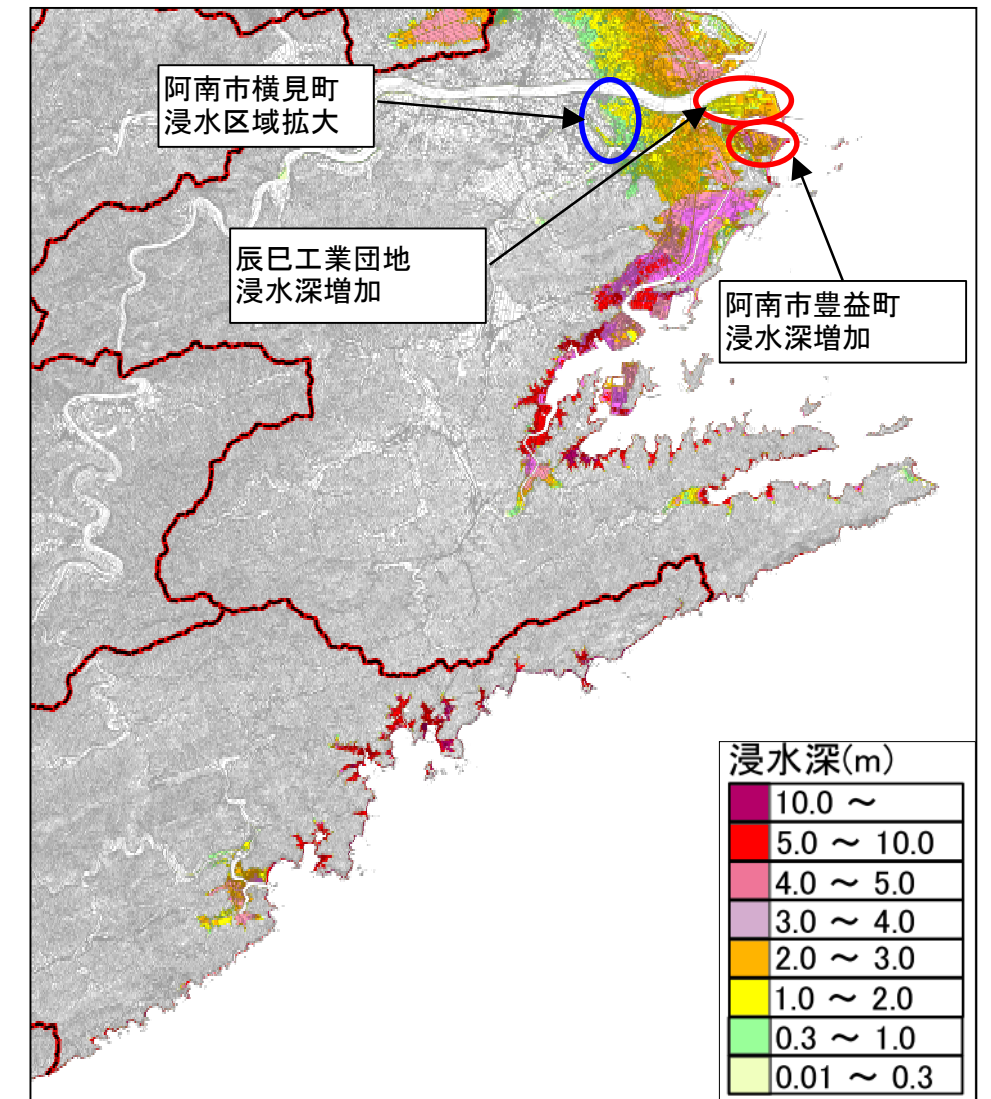 阿南市横見町
浸水区域拡大
辰巳工業団地
浸水深増加
阿南市豊益町
浸水深増加
浸水深(m)
10.0 ～
5.0 ～ 10.0
4.0 ～ 5.0
3.0 ～ 4.0
2.0 ～ 3.0
1.0 ～ 2.0
0.3 ～ 1.0
0.01 ～ 0.3